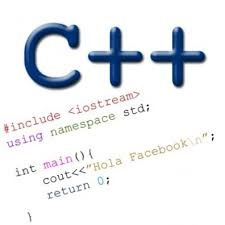 C++
#include <iostream>
using namespace std;
int main(){
cout<<"Hola Facebook\n";
return 0;
}